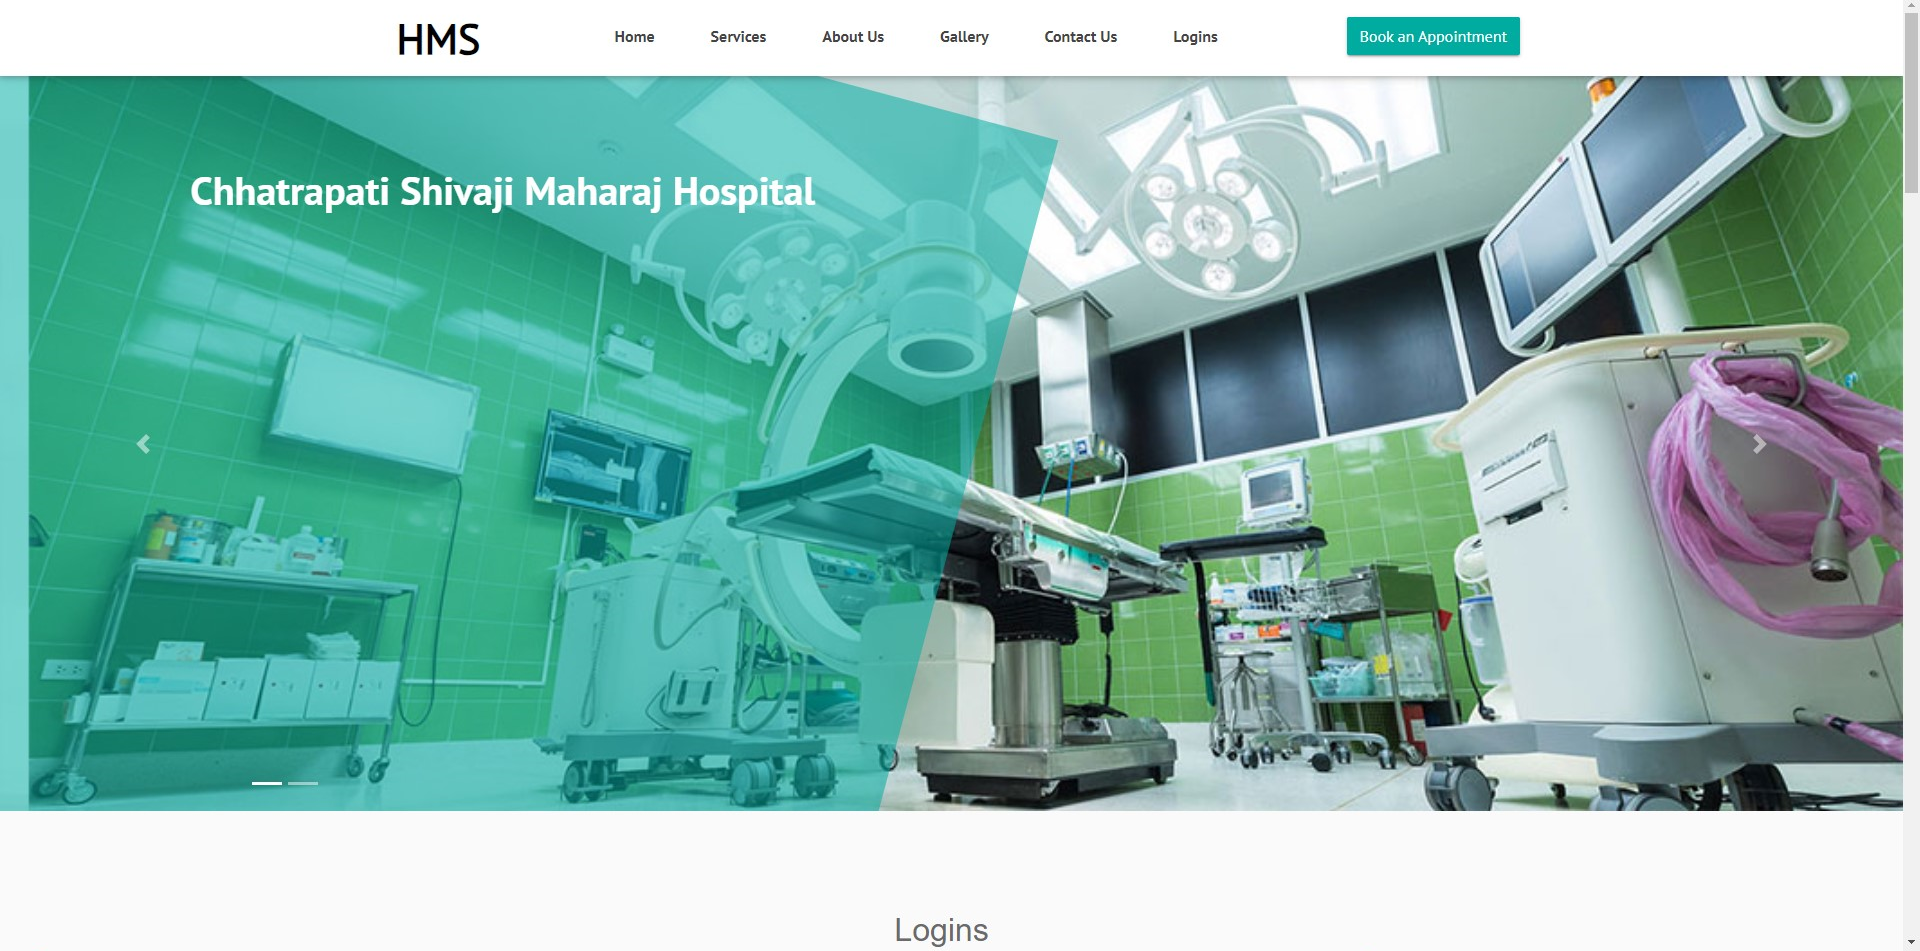 HMS
Home Services About Us Gallery Contact Us Logins
Book an Appointment
Chhatrapati Shivaji Maharaj Hospital
Logins